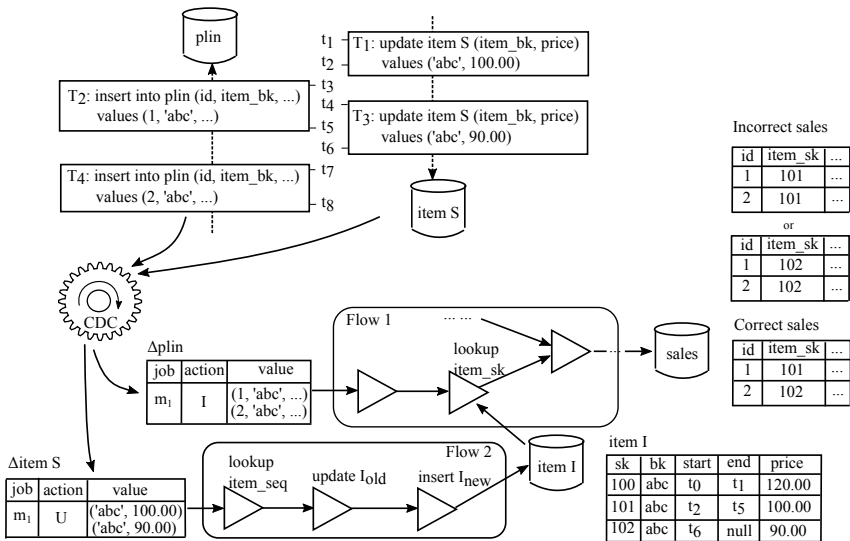 plin
t1
t2
T1: update item S (item_bk, price)
values ('abc', 100.00)
T2: insert into plin (id, item_bk, ...)
values (1, 'abc', ...)
t3
t4
t5
t6
T3: update item S (item_bk, price)
values ('abc', 90.00)
T4: insert into plin (id, item_bk, ...)
values (2, 'abc', ...)
t7
t8
item S
Incorrect sales
id item_sk ...
1 101 ...
2 101 ...
or
id item_sk ...
1 102 ...
2 102 ...
Correct sales
id item_sk ...
1 101 ...
2 102 ...
CDC
Flow 1
... ...
lookup
item_sk
...
sales
Δplin
job action value
m1 I (1, 'abc', ...)
(2, 'abc', ...)
Flow 2
lookup
item_seq
update Iold
insert Inew
item I
Δitem S
job action value
m1 U ('abc', 100.00)
('abc', 90.00)
item I
sk bk start end price
100 abc t0 t1 120.00
101 abc t2 t5 100.00
102 abc t6 null 90.00